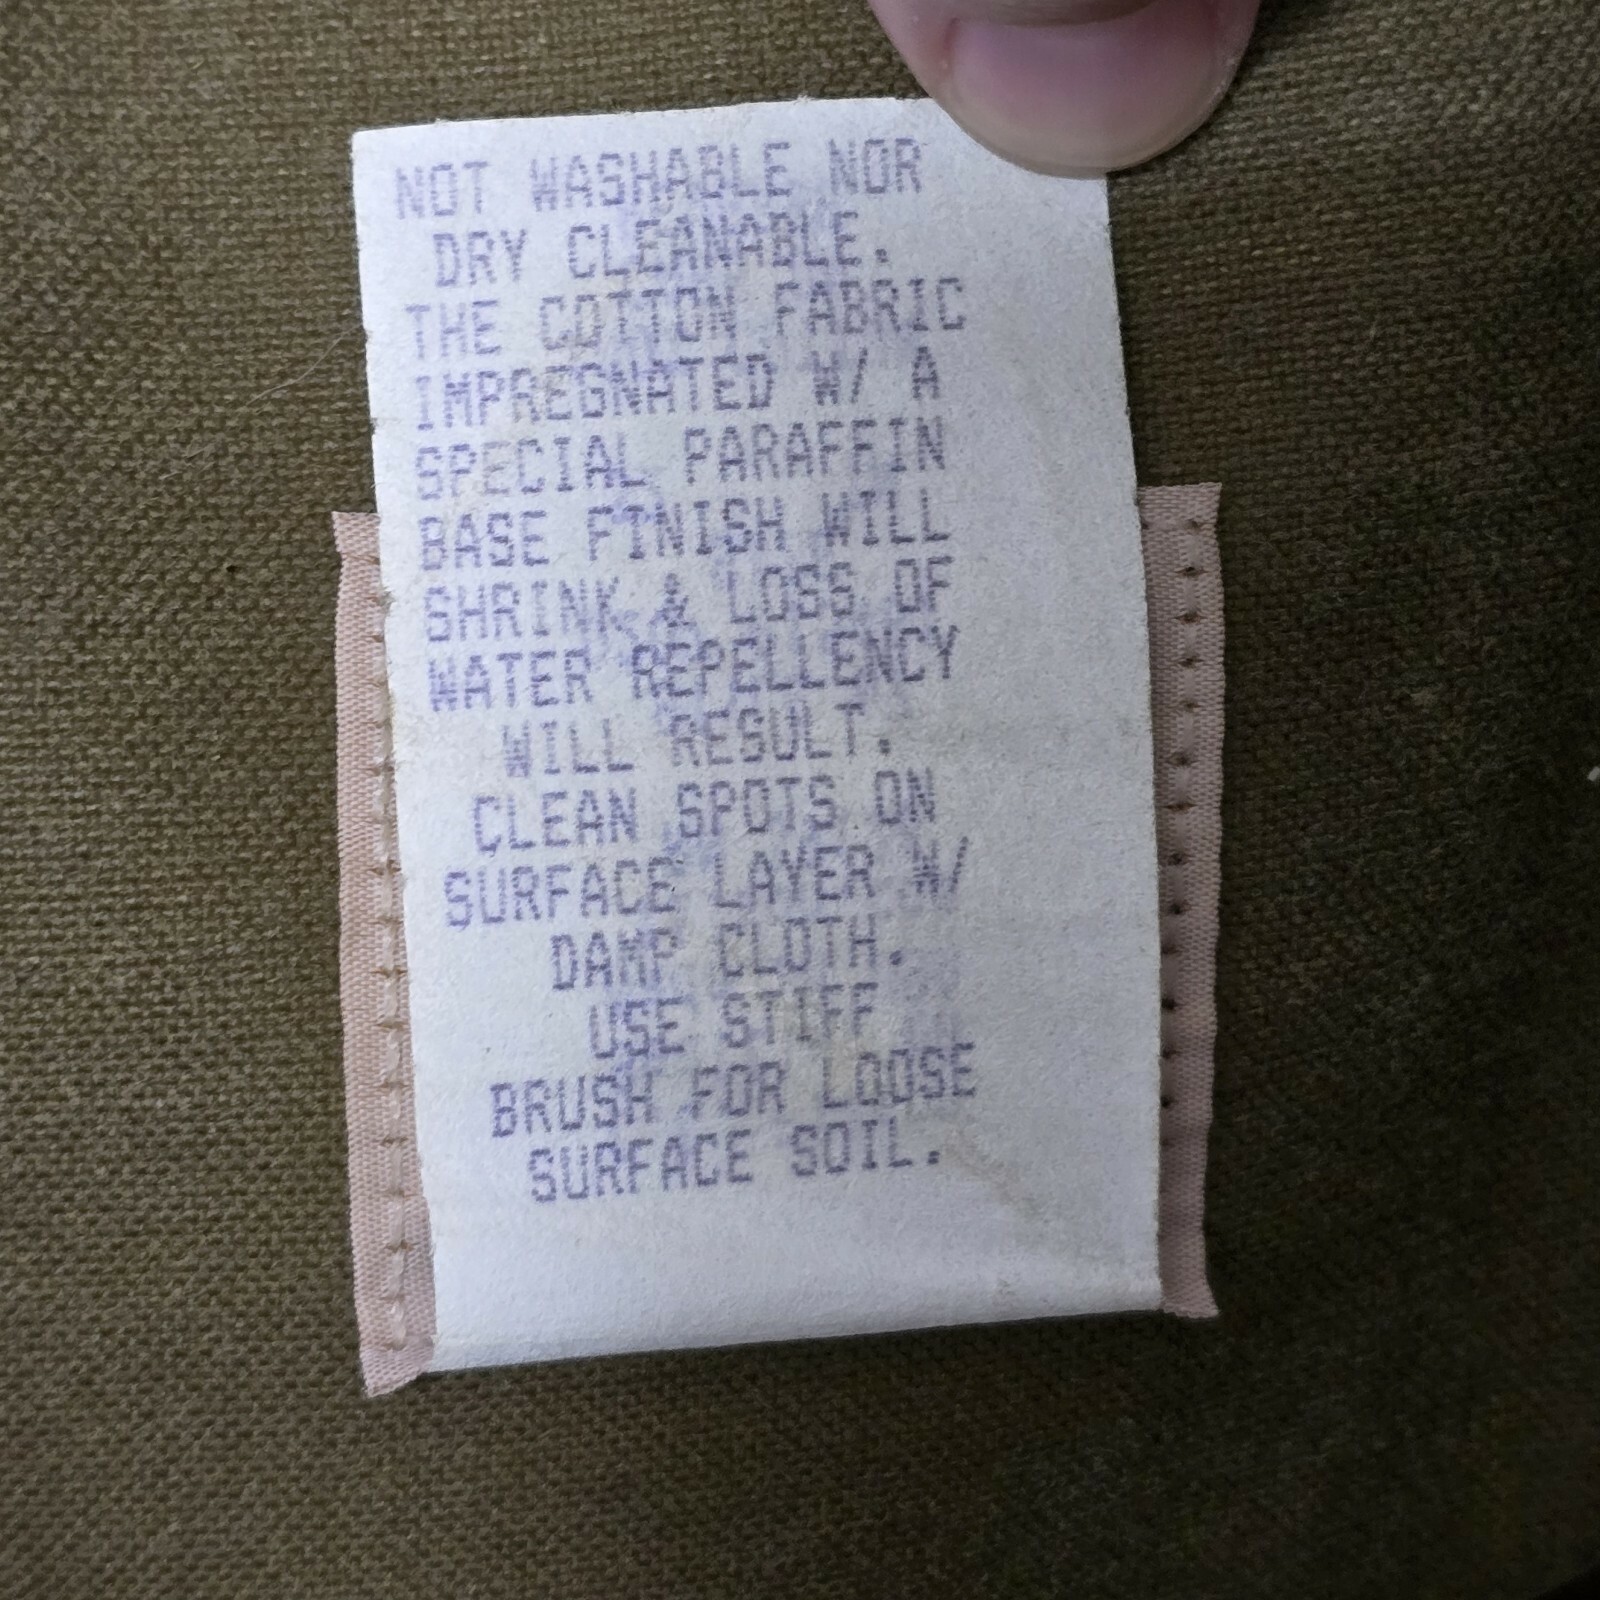 NOT WASHABLE NOR
DRY CLEANABLE.
THE COTTON FABRIC
IMPREGNATED W/ A
SPECIAL PARAFFIN
BASE FINISH WILL
SHRINK & LOSS OF
WATER REPELLENCY
WILL RESULT.
CLEAN SPOTS ON
SURFACE LAYER W/
DAMP CLOTH.
USE STIFF
BRUSH FOR LOOSE
SURFACE SOIL.